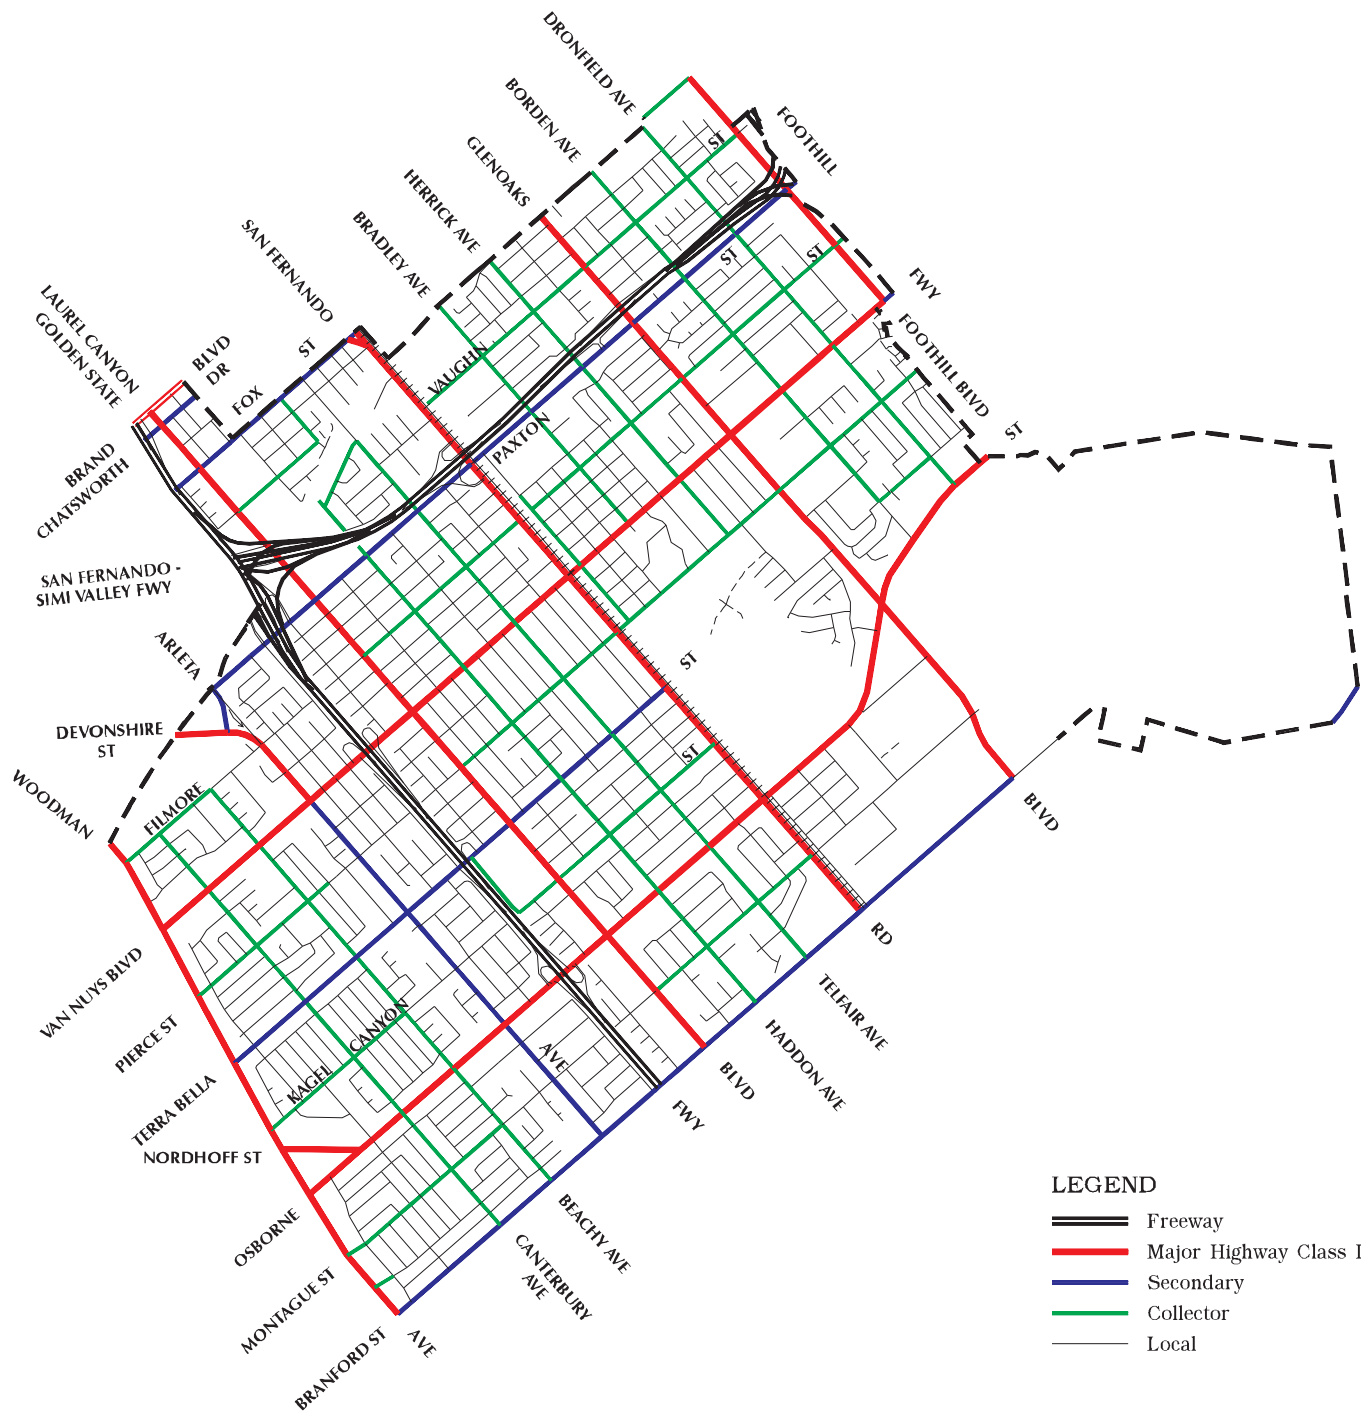 DRONFIELD AVE
BORDEN AVE
FOOTHILL
ST
GLENOAKS
HERRICK AVE
BRADLEY AVE
SAN FERNANDO
ST
ST
FWY
LAUREL CANYON
GOLDEN STATE
BLVD
DR
ST
FOX
VAUGHN
FOOTHILL BLVD
ST
BRAND
CHATSWORTH
PAXTON
SAN FERNANDO -
SIMI VALLEY FWY
ARLETA
ST
DEVONSHIRE
ST
ST
WOODMAN
FILMORE
BLVD
VAN NUYS BLVD
RD
PIERCE ST
CANYON
KAGEL
AVE
TELFAIR AVE
HADDON AVE
TERRA BELLA
BLVD
FWY
NORDHOFF ST
OSBORNE
BEACHY AVE
CANTERBURY
AVE
MONTAGUE ST
BRANFORD ST
AVE
LEGEND
Freeway
Major Highway Class I
Secondary
Collector
Local